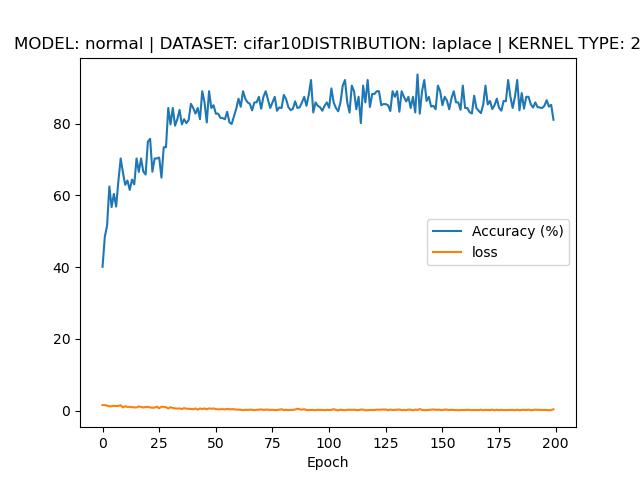 MODEL: normal | DATASET: cifar10DISTRIBUTION: laplace | KERNEL TYPE: 2
80
60
40
20
0
Accuracy (%)
loss
0 25 50 75 100 125 150 175 200
Epoch